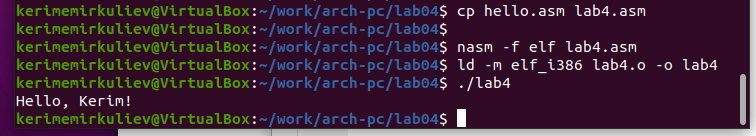 kerimemirkuliev@VirtualBox:~/work/arch-pc/lab04$ cp hello.asm lab4.asm
kerimemirkuliev@VirtualBox:~/work/arch-pc/lab04$
kerimemirkuliev@VirtualBox:~/work/arch-pc/lab04$ nasm -f elf lab4.asm
kerimemirkuliev@VirtualBox:~/work/arch-pc/lab04$ ld -m elf_i386 lab4.o -o lab4
kerimemirkuliev@VirtualBox:~/work/arch-pc/lab04$ ./lab4
Hello, Kerim!
kerimemirkuliev@VirtualBox:~/work/arch-pc/lab04$